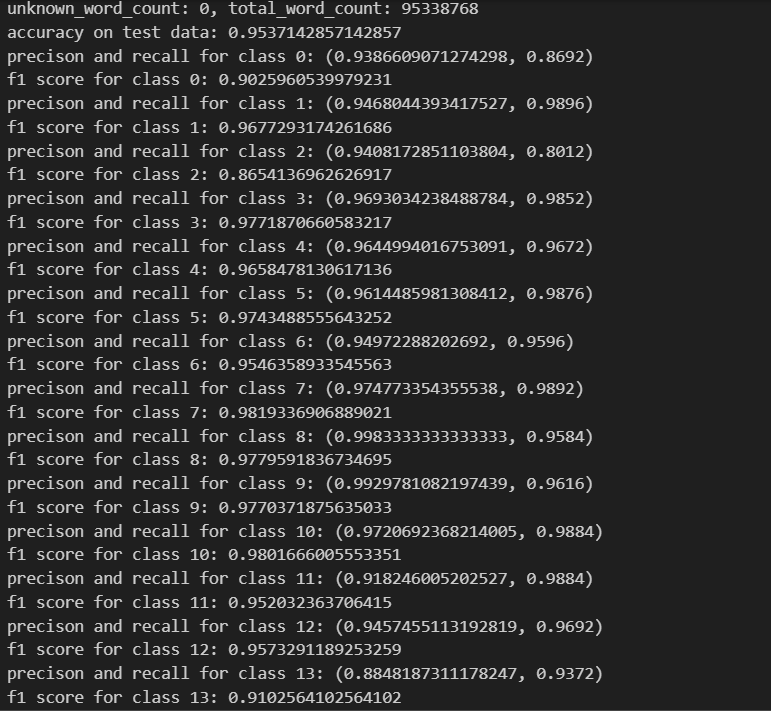 unknown_word_count: 0, total_word_count: 95338768
accuracy on test data: 0.9537142857142857
precison and recall for class 0: (0.9386609071274298, 0.8692)
f1 score for class 0: 0.9025960539979231
precison and recall for class 1: (0.9468044393417527, 0.9896)
f1 score for class 1: 0.9677293174261686
precison and recall for class 2: (0.9408172851103804, 0.8012)
f1 score for class 2: 0.8654136962626917
precison and recall for class 3: (0.9693034238488784, 0.9852)
f1 score for class 3: 0.9771870660583217
precison and recall for class 4: (0.9644994016753091, 0.9672)
f1 score for class 4: 0.9658478130617136
precison and recall for class 5: (0.9614485981308412, 0.9876)
f1 score for class 5: 0.9743488555643252
precison and recall for class 6: (0.94972288202692, 0.9596)
f1 score for class 6: 0.9546358933545563
precison and recall for class 7: (0.974773354355538, 0.9892)
f1 score for class 7: 0.9819336906889021
precison and recall for class 8: (0.9983333333333333, 0.9584)
f1 score for class 8: 0.9779591836734695
precison and recall for class 9: (0.9929781082197439, 0.9616)
f1 score for class 9: 0.9770371875635033
precison and recall for class 10: (0.9720692368214005, 0.9884)
f1 score for class 10: 0.9801666005553351
precison and recall for class 11: (0.918246005202527, 0.9884)
f1 score for class 11: 0.952032363706415
precison and recall for class 12: (0.9457455113192819, 0.9692)
f1 score for class 12: 0.9573291189253259
precison and recall for class 13: (0.8848187311178247, 0.9372)
f1 score for class 13: 0.9102564102564102